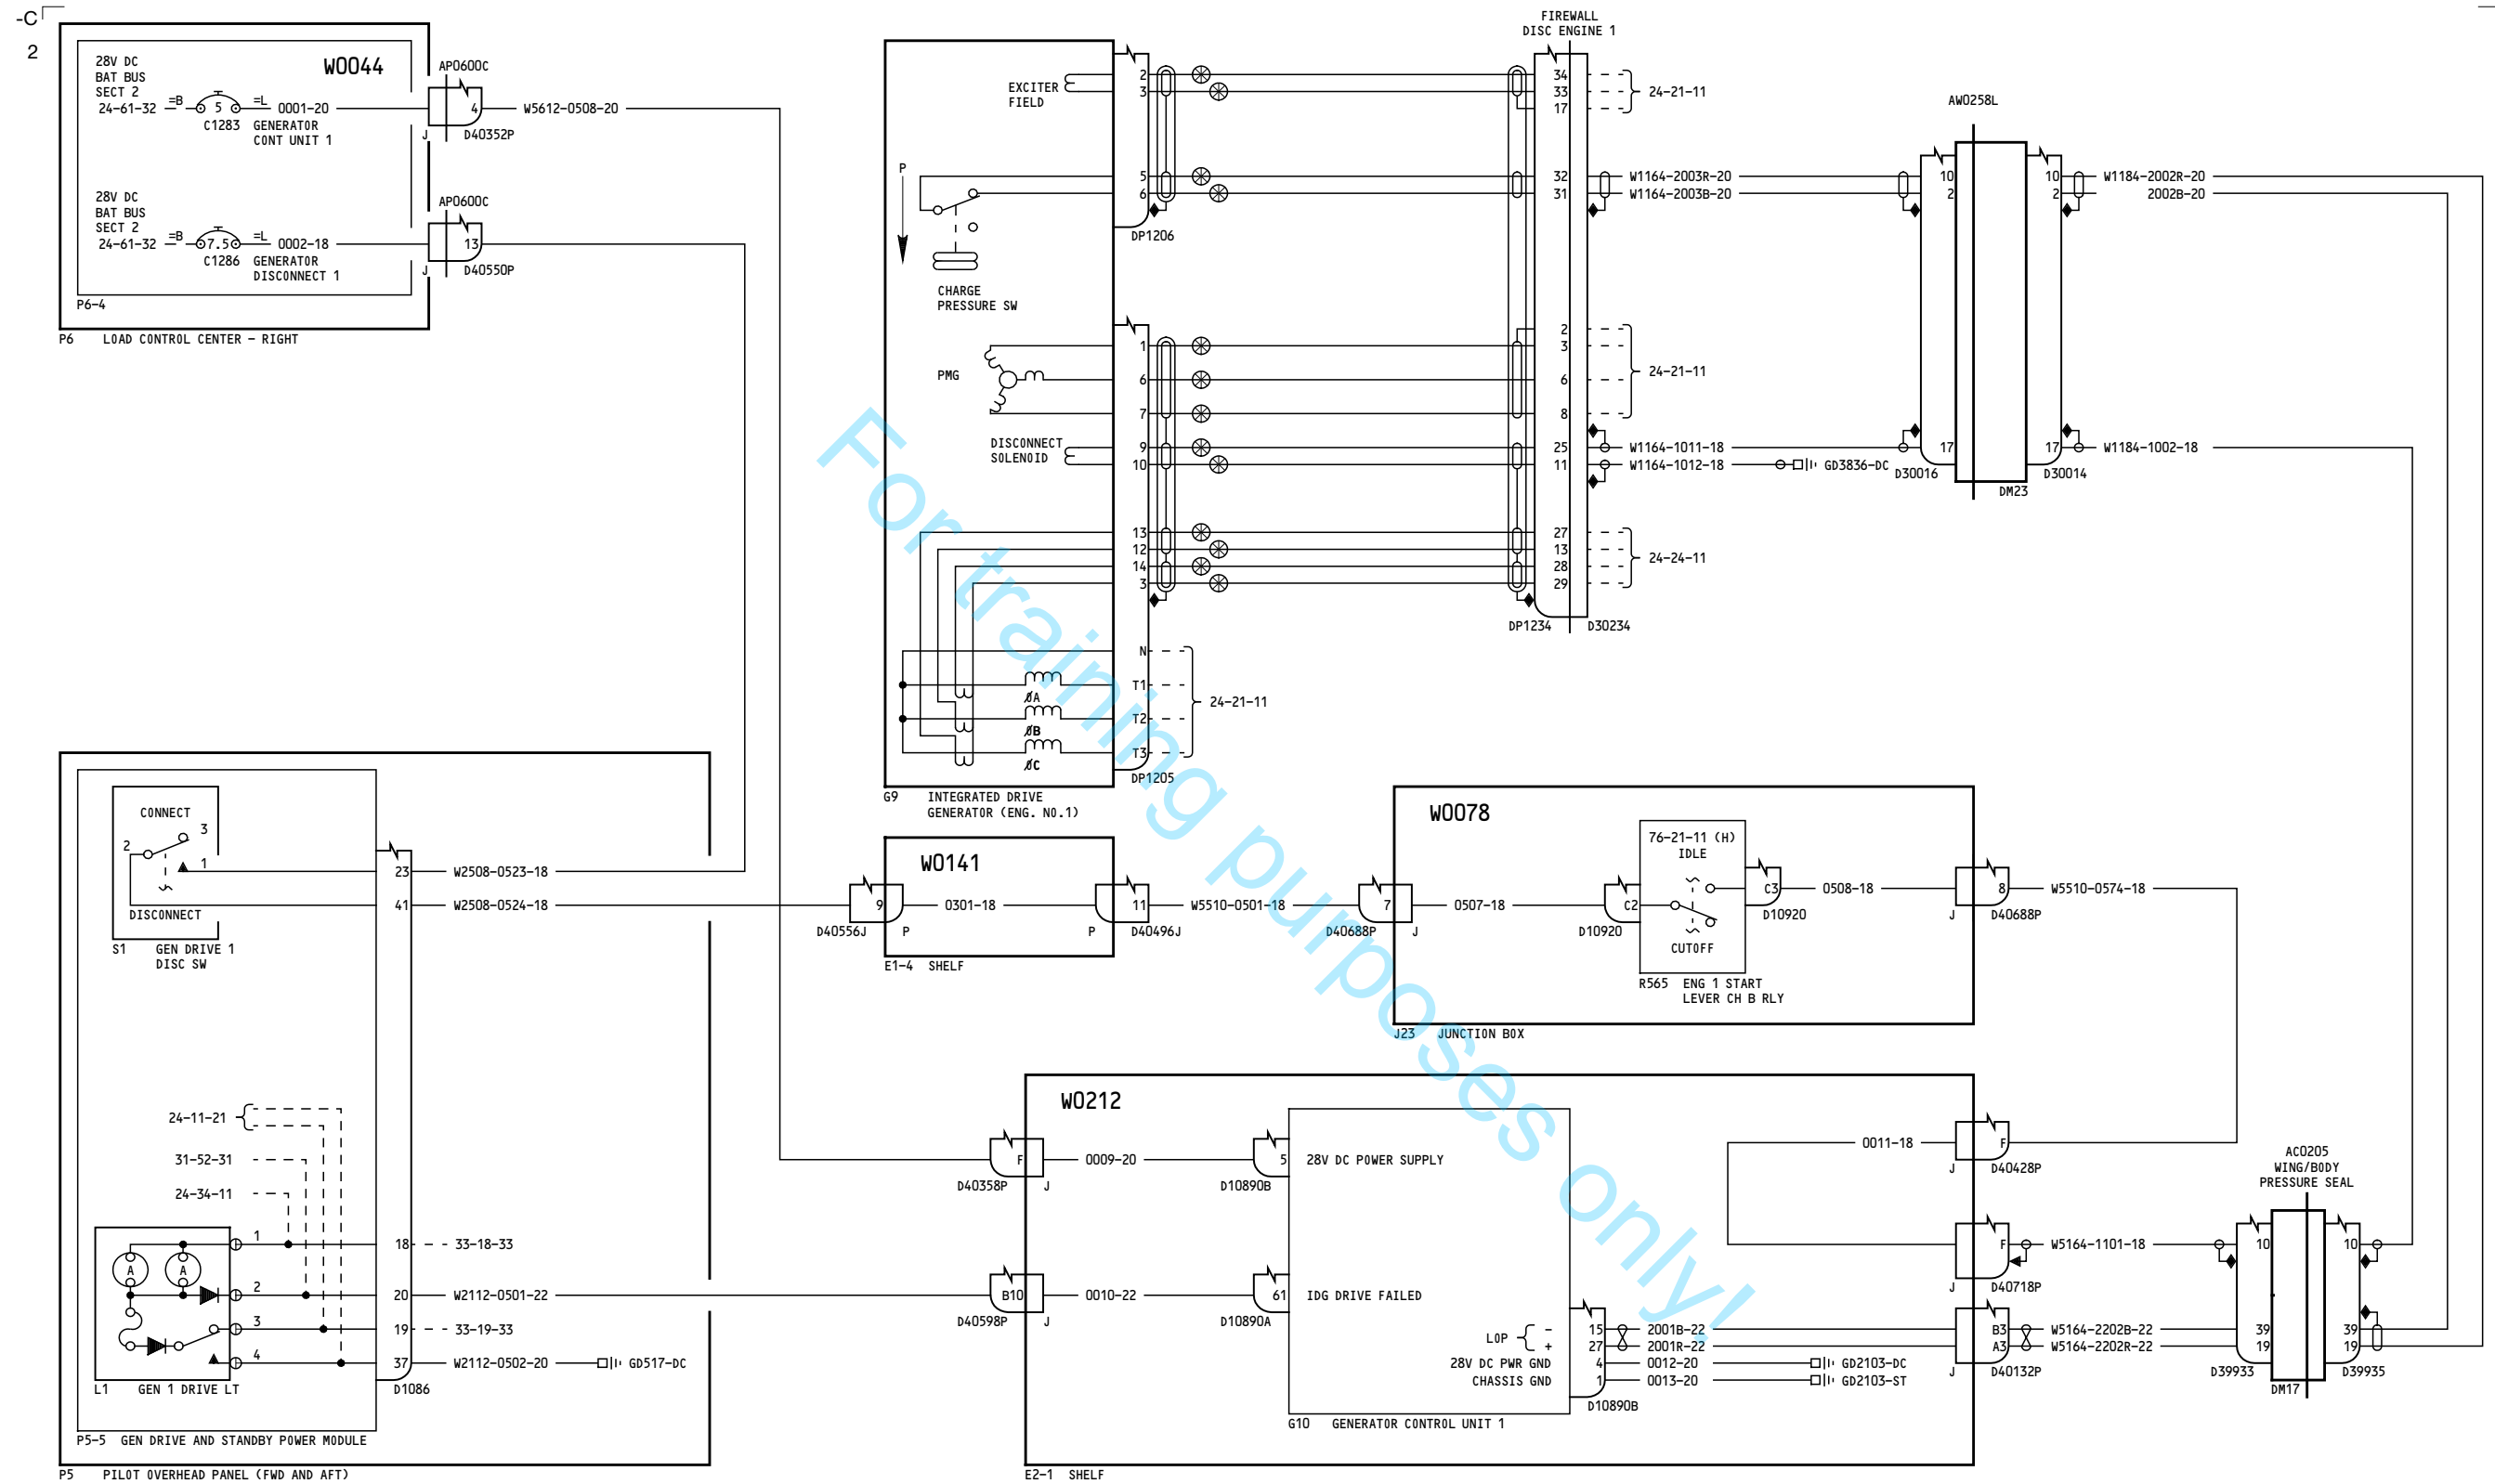 -C
2
W0044
28V DC
BAT BUS
SECT 2
24-61-32 =B 5 =L 0001-20
C1283 GENERATOR
CONT UNIT 1
28V DC
BAT BUS
SECT 2
24-61-32 =B 7.5 =L 0002-18
C1286 GENERATOR
DISCONNECT 1
P6-4
P6 LOAD CONTROL CENTER - RIGHT
AP0600C
4
W5612-0508-20
J D40352P
AP0600C
13
J D40550P
EXCITER
FIELD
2
3
P
5
6
DP1206
CHARGE
PRESSURE SW
PMG
1
6
7
DISCONNECT
SOLENOID
9
10
13
12
14
3
N
T1
T2
T3
ØA
ØB
ØC
24-21-11
DP1205
G9 INTEGRATED DRIVE
GENERATOR (ENG. NO.1)
FIREWALL
DISC ENGINE 1
34
33
17
24-21-11
32 W1164-2003R-20
31 W1164-2003B-20
2
3
6
8
24-21-11
25 W1164-1011-18
11 W1164-1012-18 GD3836-DC
27
13
28
29
24-24-11
DP1234 D30234
AW0258L
10
2
17
D30016
DM23
10 W1184-2002R-20
2 2002B-20
17 W1184-1002-18
D30014
CONNECT
2
3
1
DISCONNECT
S1 GEN DRIVE 1
DISC SW
23 W2508-0523-18
41 W2508-0524-18
24-11-21
31-52-31
24-34-11
A A
1
2
3
4
L1 GEN 1 DRIVE LT
18 33-18-33
20 W2112-0501-22
19 33-19-33
37 W2112-0502-20 GD517-DC
D1086
P5-5 GEN DRIVE AND STANDBY POWER MODULE
P5 PILOT OVERHEAD PANEL (FWD AND AFT)
W0141
9 0301-18 11
D40556J P P D40496J
E1-4 SHELF
W5510-0501-18
W0078
7 0507-18 C2
D40688P J D10920
76-21-11 (H)
IDLE
CUTOFF
R565 ENG 1 START
LEVER CH B RLY
C3 0508-18 8
D10920
J D40688P
W5510-0574-18
J23 JUNCTION BOX
W0212
F 0009-20 5 28V DC POWER SUPPLY
D40358P J D10890B
B10 0010-22 61 IDG DRIVE FAILED
D40598P J D10890A
LOP
- 15 2001B-22
+ 27 2001R-22
28V DC PWR GND 4 0012-20 GD2103-DC
CHASSIS GND 1 0013-20 GD2103-ST
D10890B
G10 GENERATOR CONTROL UNIT 1
E2-1 SHELF
0011-18 F
J D40428P
F W5164-1101-18
J D40718P
B3 W5164-2202B-22
A3 W5164-2202R-22
J D40132P
AC0205
WING/BODY
PRESSURE SEAL
10
39
19
D39933
DM17
10
39
19
D39935
For training purposes only!